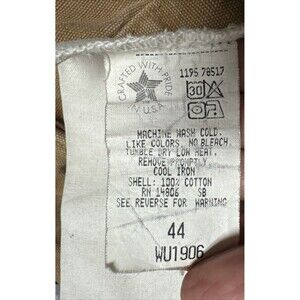 CRAFTED WITH PRIDE
IN U.S.A.
1195 78517
30
MACHINE WASH COLD.
LIKE COLORS, NO BLEACH
TUMBLE DRY LOW HEAT.
REMOVE PROMPTLY
COOL IRON
SHELL: 100% COTTON
RN 14806 SB
SEE REVERSE FOR WARNING
44
WU1906